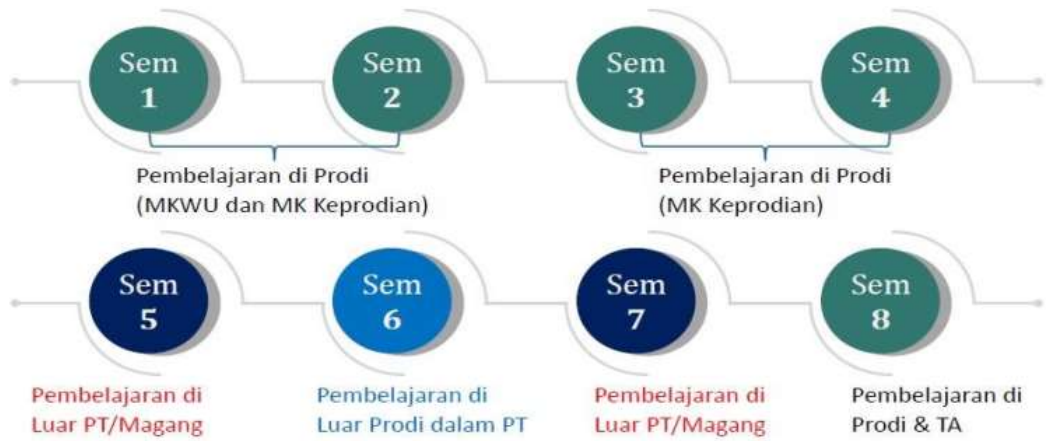 Sem
1
Sem
2
Sem
3
Sem
4
Pembelajaran di Prodi
(MKWU dan MK Keprodian)
Pembelajaran di Prodi
(MK Keprodian)
Sem
5
Sem
6
Sem
7
Sem
8
Pembelajaran di
Luar PT/Magang
Pembelajaran di
Luar Prodi dalam PT
Pembelajaran di
Luar PT/Magang
Pembelajaran di
Prodi & TA